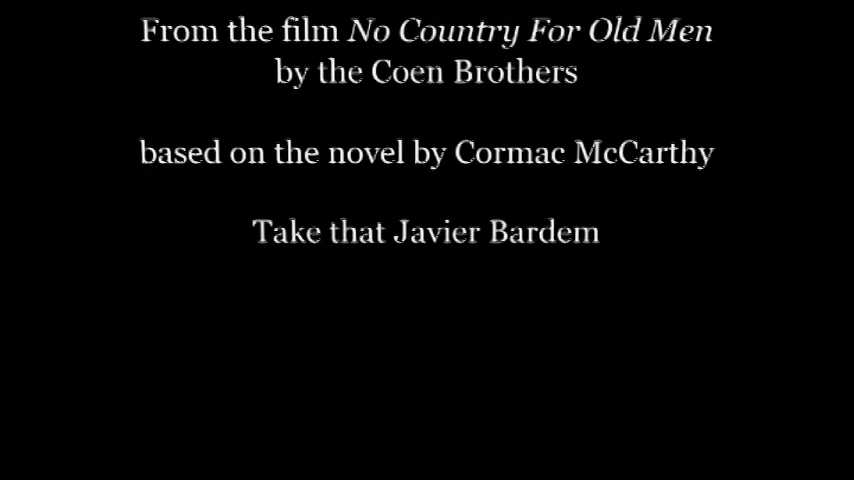 From the film No Country For Old Men
by the Coen Brothers
based on the novel by Cormac McCarthy
Take that Javier Bardem